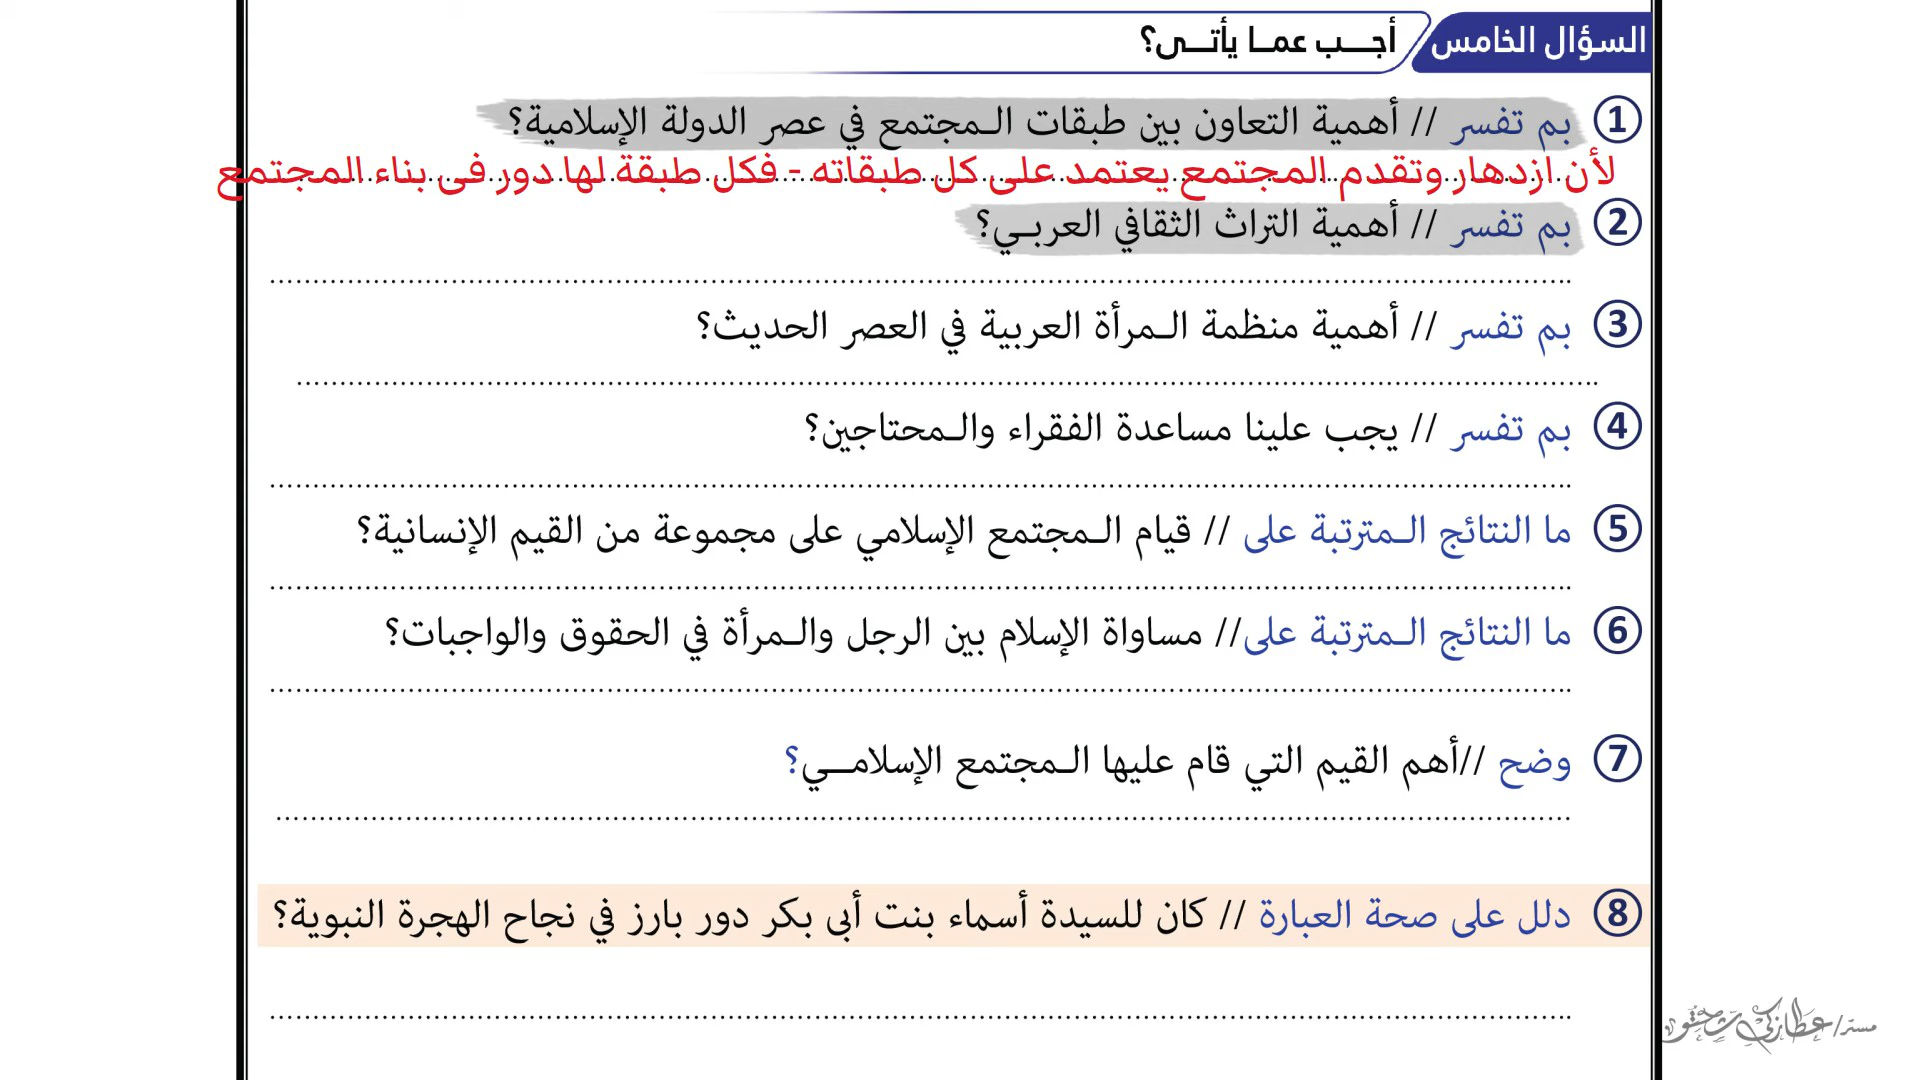 السؤال الخامس أجب عما يأتى؟
1 بم تفسر // أهمية التعاون بين طبقات المجتمع في عصر الدولة الإسلامية؟
لأن ازدهار وتقدم المجتمع يعتمد على كل طبقاته - فكل طبقة لها دور فى بناء المجتمع
2 بم تفسر // أهمية التراث الثقافي العربي؟
3 بم تفسر // أهمية منظمة المرأة العربية في العصر الحديث؟
4 بم تفسر // يجب علينا مساعدة الفقراء والمحتاجين؟
5 ما النتائج المترتبة على // قيام المجتمع الإسلامي على مجموعة من القيم الإنسانية؟
6 ما النتائج المترتبة على// مساواة الإسلام بين الرجل والمرأة في الحقوق والواجبات؟
7 وضح //أهم القيم التي قام عليها المجتمع الإسلامي؟
8 دلل على صحة العبارة // كان للسيدة أسماء بنت أبى بكر دور بارز في نجاح الهجرة النبوية؟
مستر/